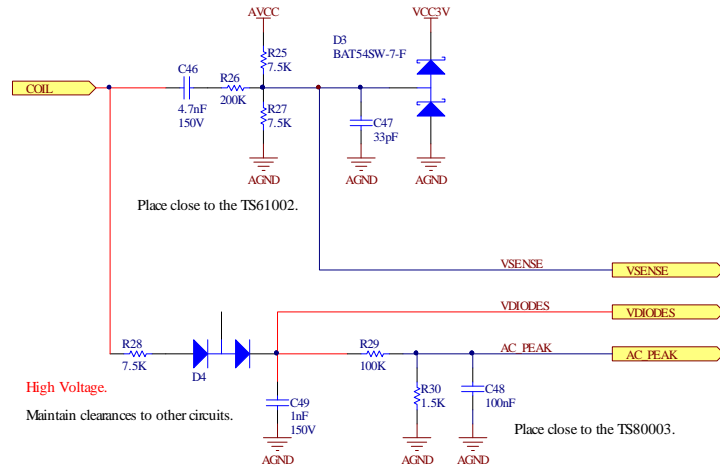 AVCC
VCC3V
D3
BAT54SW-7-F
R25
7.5K
C46
R26
COIL
4.7nF
150V
200K
R27
7.5K
C47
33pF
AGND
AGND
AGND
Place close to the TS61002.
VSENSE
VSENSE
VDIODES
VDIODES
R28
7.5K
D4
R29
100K
AC_PEAK
AC_PEAK
High Voltage.
Maintain clearances to other circuits.
C49
1nF
150V
R30
1.5K
C48
100nF
Place close to the TS80003.
AGND
AGND
AGND